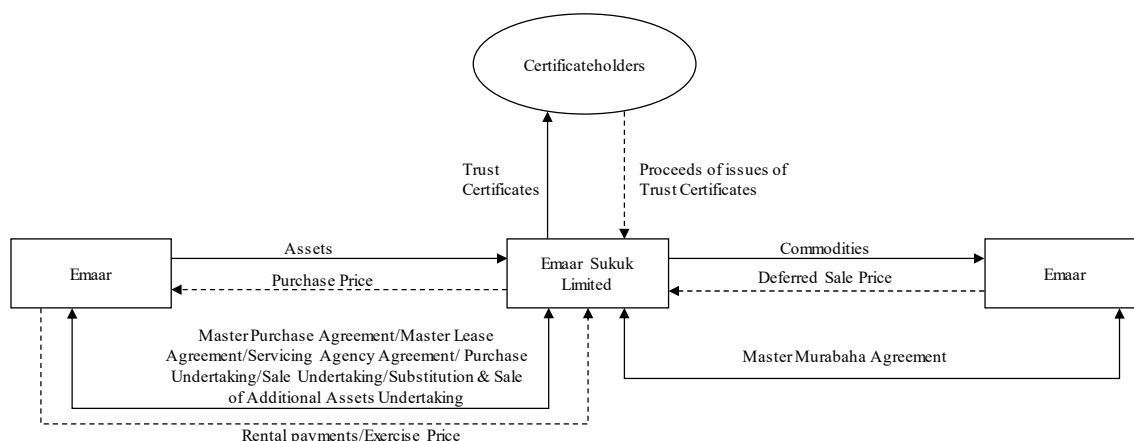 Certificateholders
Trust
Certificates
Proceeds of issues of
Trust Certificates
Assets
Commodities
Emaar
Emaar Sukuk
Limited
Emaar
Purchase Price
Deferred Sale Price
Master Purchase Agreement/Master Lease
Agreement/Servicing Agency Agreement/ Purchase
Undertaking/Sale Undertaking/Substitution & Sale
of Additional Assets Undertaking
Master Murabaha Agreement
Rental payments/Exercise Price